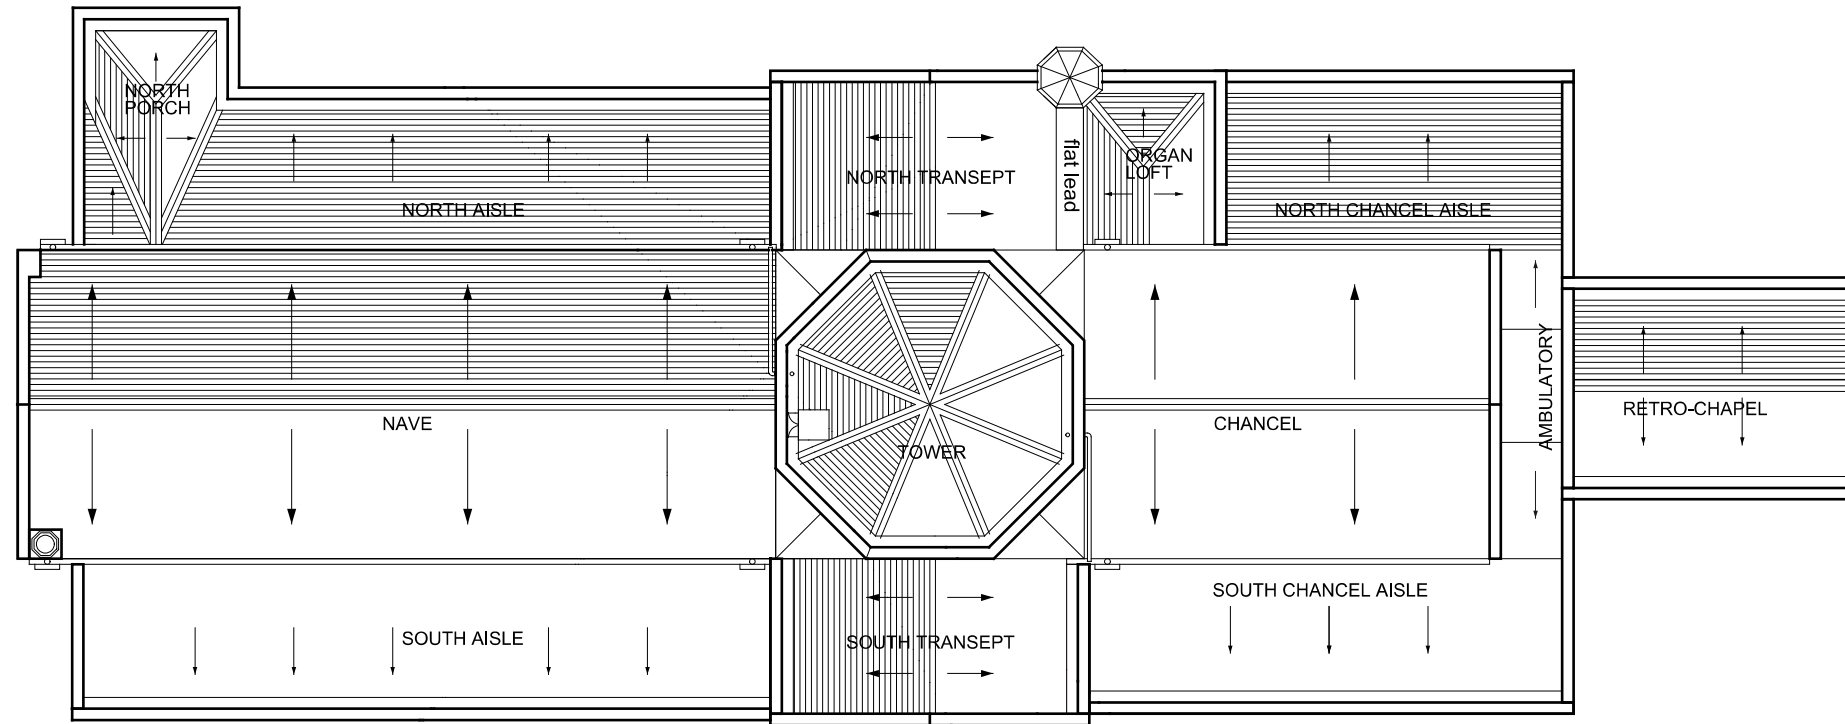 NORTH
PORCH
NORTH AISLE
NORTH TRANSEPT
flat lead
ORGAN
LOFT
NORTH CHANCEL AISLE
NAVE
TOWER
CHANCEL
AMBULATORY
RETRO-CHAPEL
SOUTH AISLE
SOUTH TRANSEPT
SOUTH CHANCEL AISLE